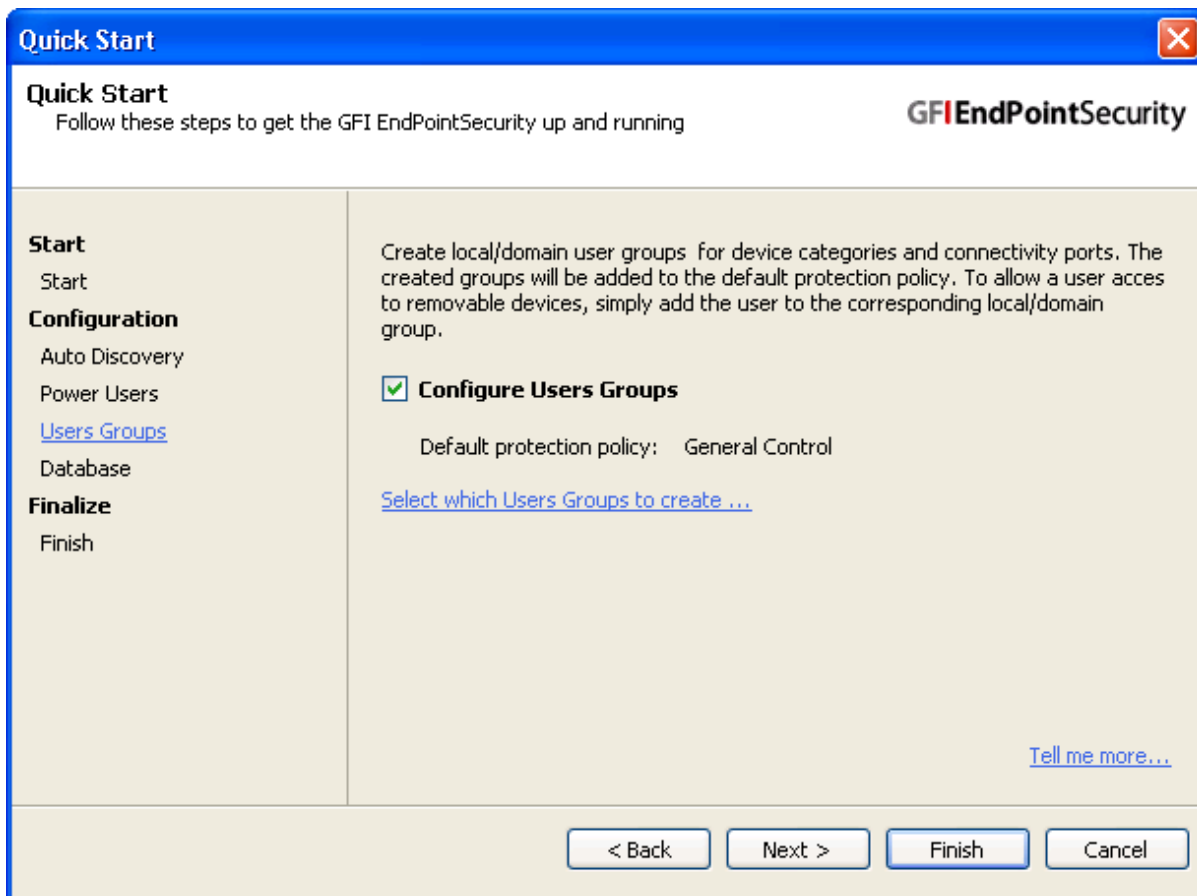 Quick Start
Quick Start
Follow these steps to get the GFI EndPointSecurity up and running
GFI EndPointSecurity
Start
Start
Configuration
Auto Discovery
Power Users
Users Groups
Database
Finalize
Finish
Create local/domain user groups  for device categories and connectivity ports. The
created groups will be added to the default protection policy. To allow a user acces
to removable devices, simply add the user to the corresponding local/domain
group.
Configure Users Groups
Default protection policy: General Control
Select which Users Groups to create ...
Tell me more...
< Back Next > Finish Cancel